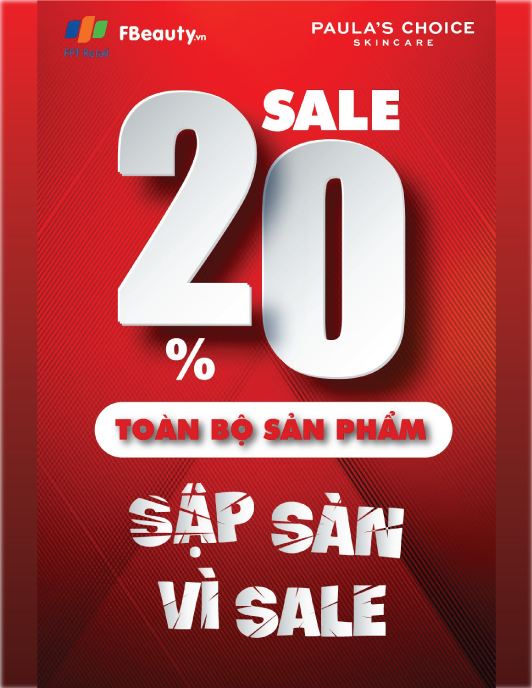 FPT Retail
FBeauty.vn
PAULA'S CHOICE
SKINCARE
SALE
20
%
TOÀN BỘ SẢN PHẨM
SẬP SÀN
VÌ SALE